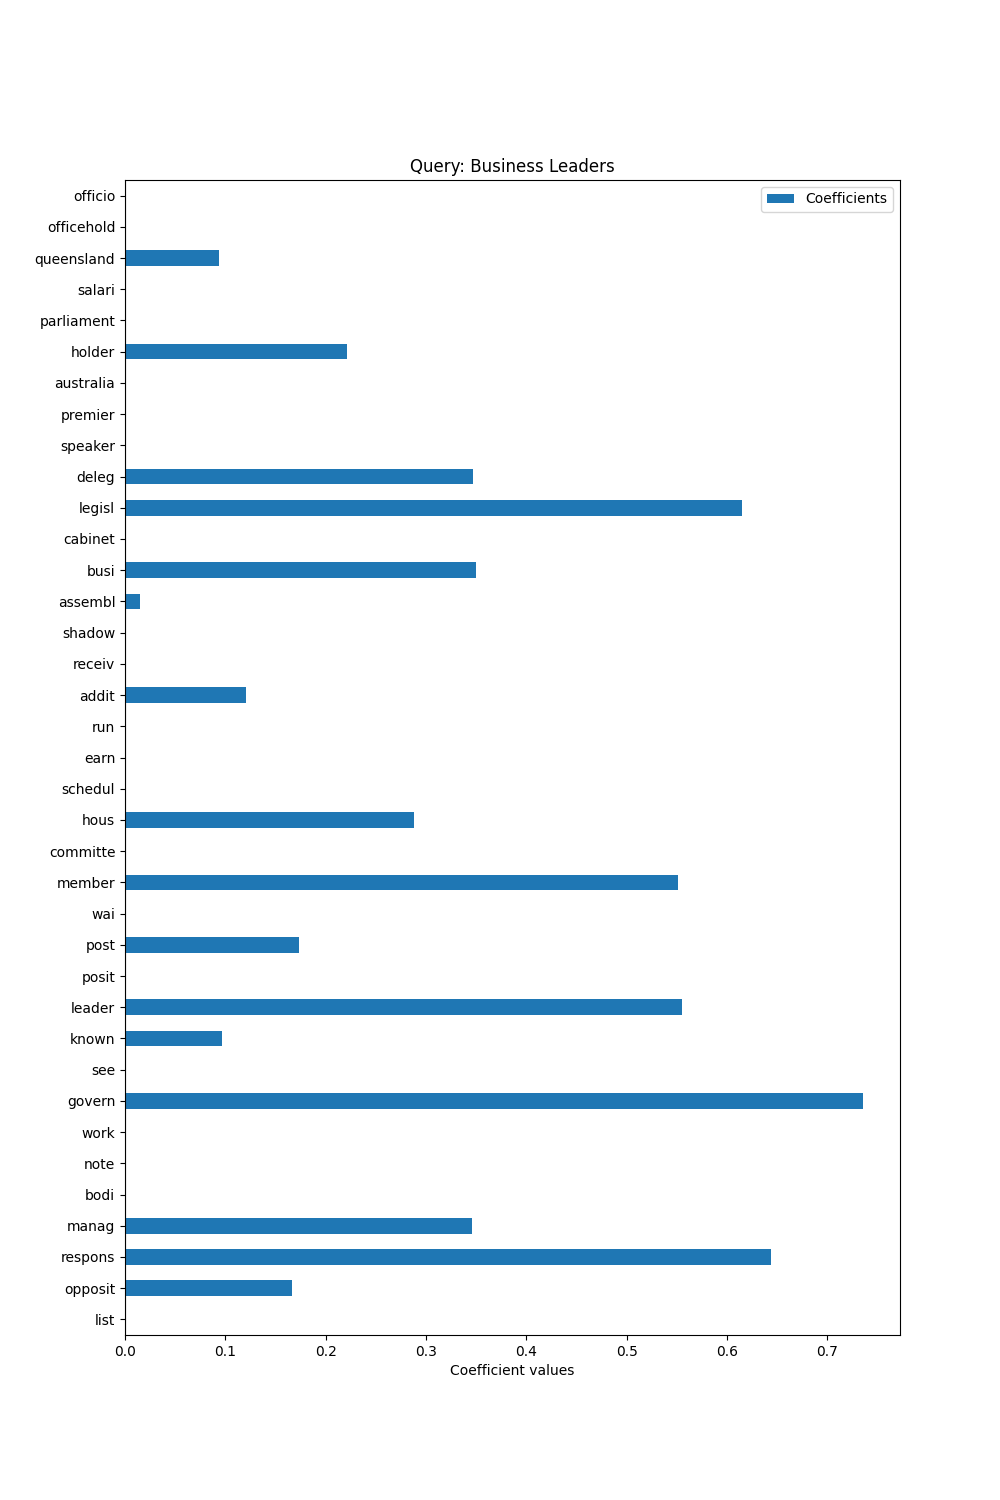 Query: Business Leaders
Coefficients
officio
officehold
queensland
salari
parliament
holder
australia
premier
speaker
deleg
legisl
cabinet
busi
assembl
shadow
receiv
addit
run
earn
schedul
hous
committe
member
wai
post
posit
leader
known
see
govern
work
note
bodi
manag
respons
opposit
list
0.0 0.1 0.2 0.3 0.4 0.5 0.6 0.7
Coefficient values